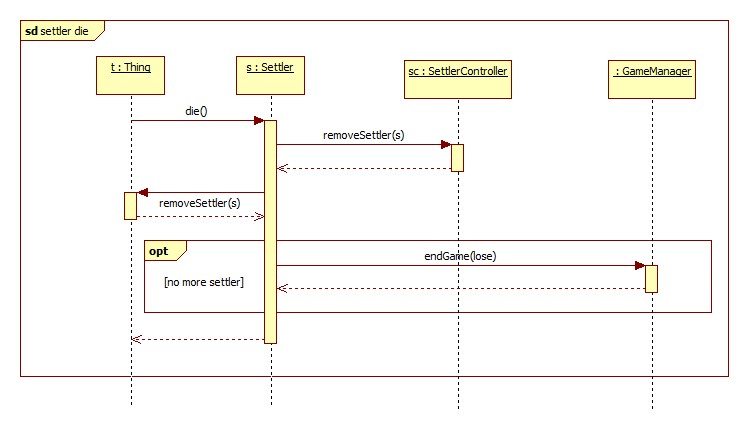 sd settler die
t : Thing
s : Settler
sc : SettlerController
: GameManager
die()
removeSettler(s)
removeSettler(s)
opt
endGame(lose)
[no more settler]